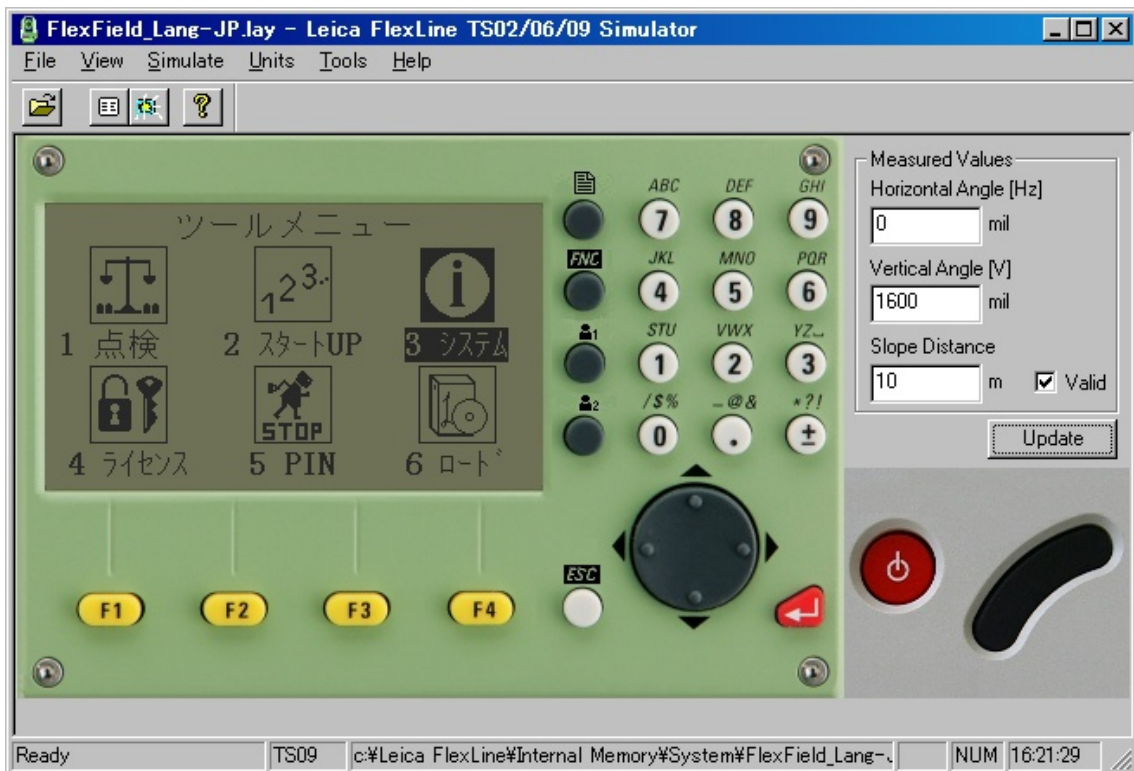 FlexField_Lang-JP.lay - Leica FlexLine TS02/06/09 Simulator
File View Simulate Units Tools Help
ツールメニュー
1 点検 2 スタートUP 3 システム
4 ライセンス 5 PIN 6 ロード
STOP
F1 F2 F3 F4
ABC DEF GHI
7 8 9
FNC JKL MNO PQR
4 5 6
1 STU VWX YZ
1 2 3
2 /$% _@& *?!
0 . ±
ESC
Measured Values
Horizontal Angle [Hz]
0 mil
Vertical Angle [V]
1600 mil
Slope Distance
10 m Valid
Update
Ready TS09 c:¥Leica FlexLine¥Internal Memory¥System¥FlexField_Lang- NUM 16:21:29